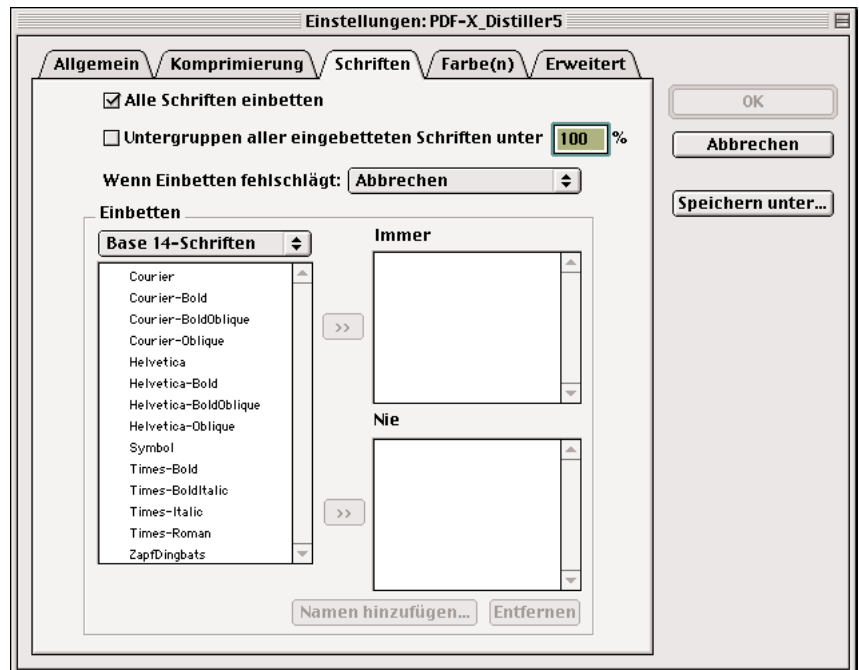 Einstellungen: PDF-X_Distiller5
Allgemein
Komprimierung
Schriften
Farbe(n)
Erweitert
Alle Schriften einbetten
Untergruppen aller eingebetteten Schriften unter 100 %
Wenn Einbetten fehlschlägt: Abbrechen
Einbetten
Base 14-Schriften
Courier
Courier-Bold
Courier-BoldOblique
Courier-Oblique
Helvetica
Helvetica-Bold
Helvetica-BoldOblique
Helvetica-Oblique
Symbol
Times-Bold
Times-BoldItalic
Times-Italic
Times-Roman
ZapfDingbats
>>
>>
Immer
Nie
Namen hinzufügen...
Entfernen
OK
Abbrechen
Speichern unter...